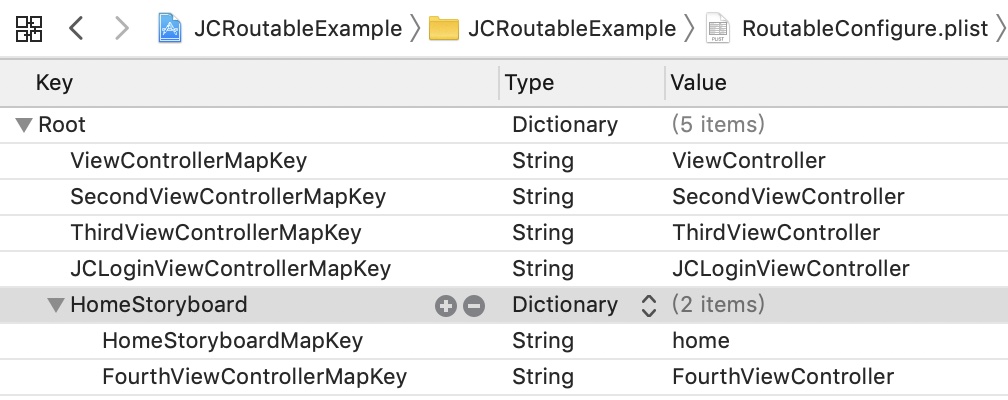 JCRoutableExample JCRoutableExample RoutableConfigure.plist
Key Type Value
Root Dictionary (5 items)
ViewControllerMapKey String ViewController
SecondViewControllerMapKey String SecondViewController
ThirdViewControllerMapKey String ThirdViewController
JCLoginViewControllerMapKey String JCLoginViewController
HomeStoryboard Dictionary (2 items)
HomeStoryboardMapKey String home
FourthViewControllerMapKey String FourthViewController